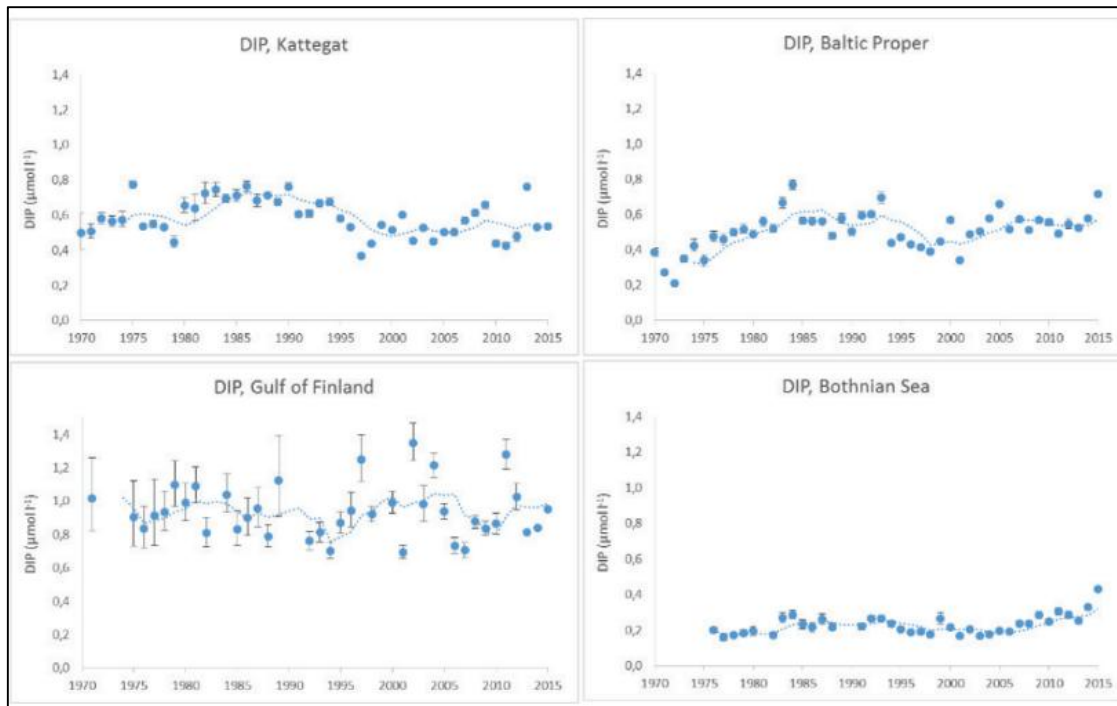 DIP, Kattegat
DIP (µmol l-1)
1,4
1,2
1,0
0,8
0,6
0,4
0,2
0,0
1970 1975 1980 1985 1990 1995 2000 2005 2010 2015
DIP, Baltic Proper
DIP (µmol l-1)
1,4
1,2
1,0
0,8
0,6
0,4
0,2
0,0
1970 1975 1980 1985 1990 1995 2000 2005 2010 2015
DIP, Gulf of Finland
DIP (µmol l-1)
1,4
1,2
1,0
0,8
0,6
0,4
0,2
0,0
1970 1975 1980 1985 1990 1995 2000 2005 2010 2015
DIP, Bothnian Sea
DIP (µmol l-1)
1,4
1,2
1,0
0,8
0,6
0,4
0,2
0,0
1970 1975 1980 1985 1990 1995 2000 2005 2010 2015